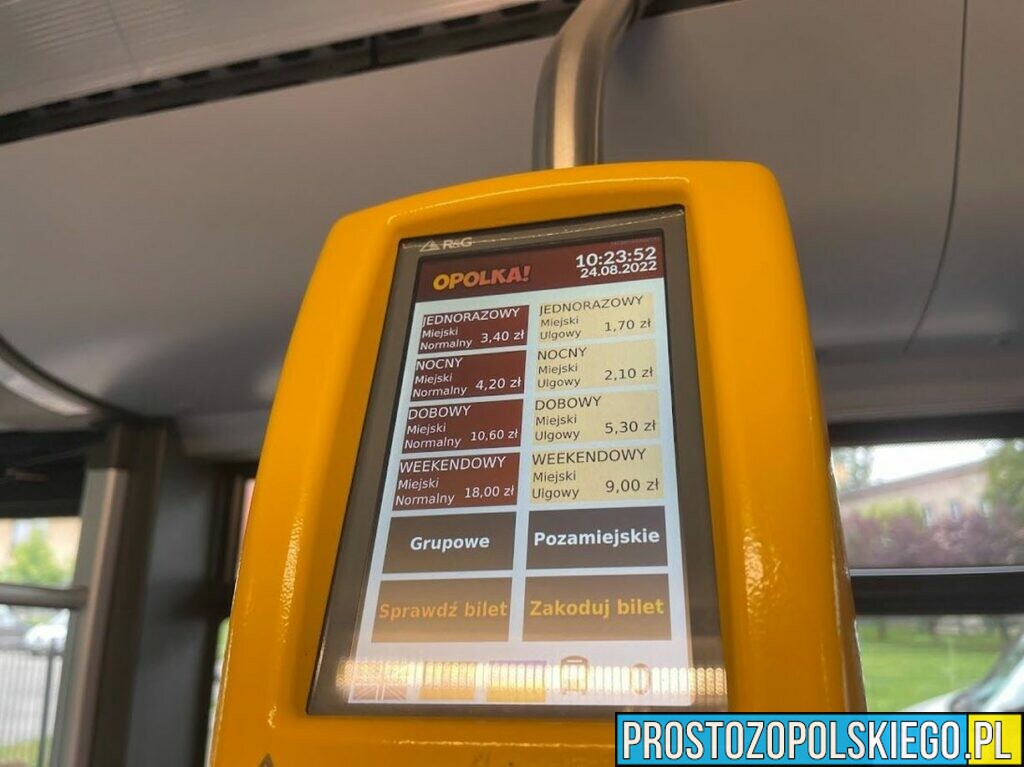 R&G
OPOLKA!
10:23:52
24.08.2022
JEDNORAZOWY
Miejski
Normalny 3,40 zł
JEDNORAZOWY
Miejski
Ulgowy 1,70 zł
NOCNY
Miejski
Normalny 4,20 zł
NOCNY
Miejski
Ulgowy 2,10 zł
DOBOWY
Miejski
Normalny 10,60 zł
DOBOWY
Miejski
Ulgowy 5,30 zł
WEEKENDOWY
Miejski
Normalny 18,00 zł
WEEKENDOWY
Miejski
Ulgowy 9,00 zł
Grupowe
Pozamiejskie
Sprawdź bilet
Zakoduj bilet
PROSTOZOPOLSKIEGO.PL